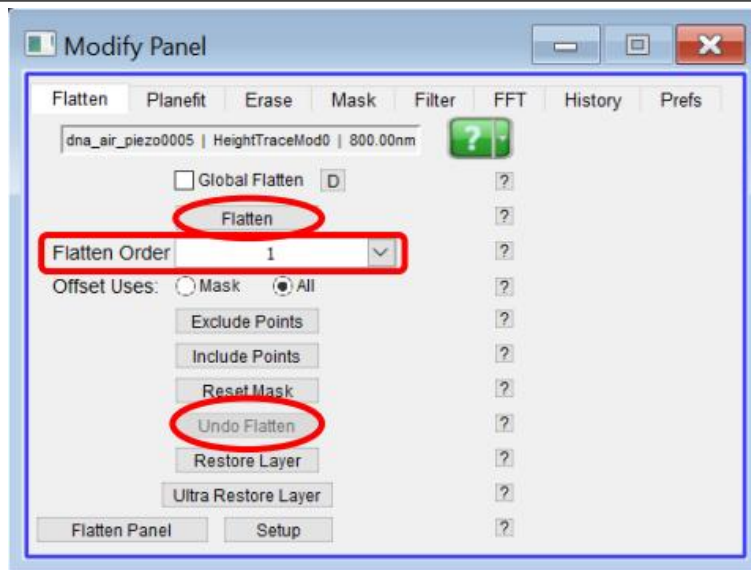 Modify Panel
Flatten Planefit Erase Mask Filter FFT History Prefs
dna_air_piezo0005 | HeightTraceMod0 | 800.00nm ?
Global Flatten D ?
Flatten ?
Flatten Order 1 ?
Offset Uses: Mask All ?
Exclude Points ?
Include Points ?
Reset Mask ?
Undo Flatten ?
Restore Layer ?
Ultra Restore Layer ?
Flatten Panel Setup ?